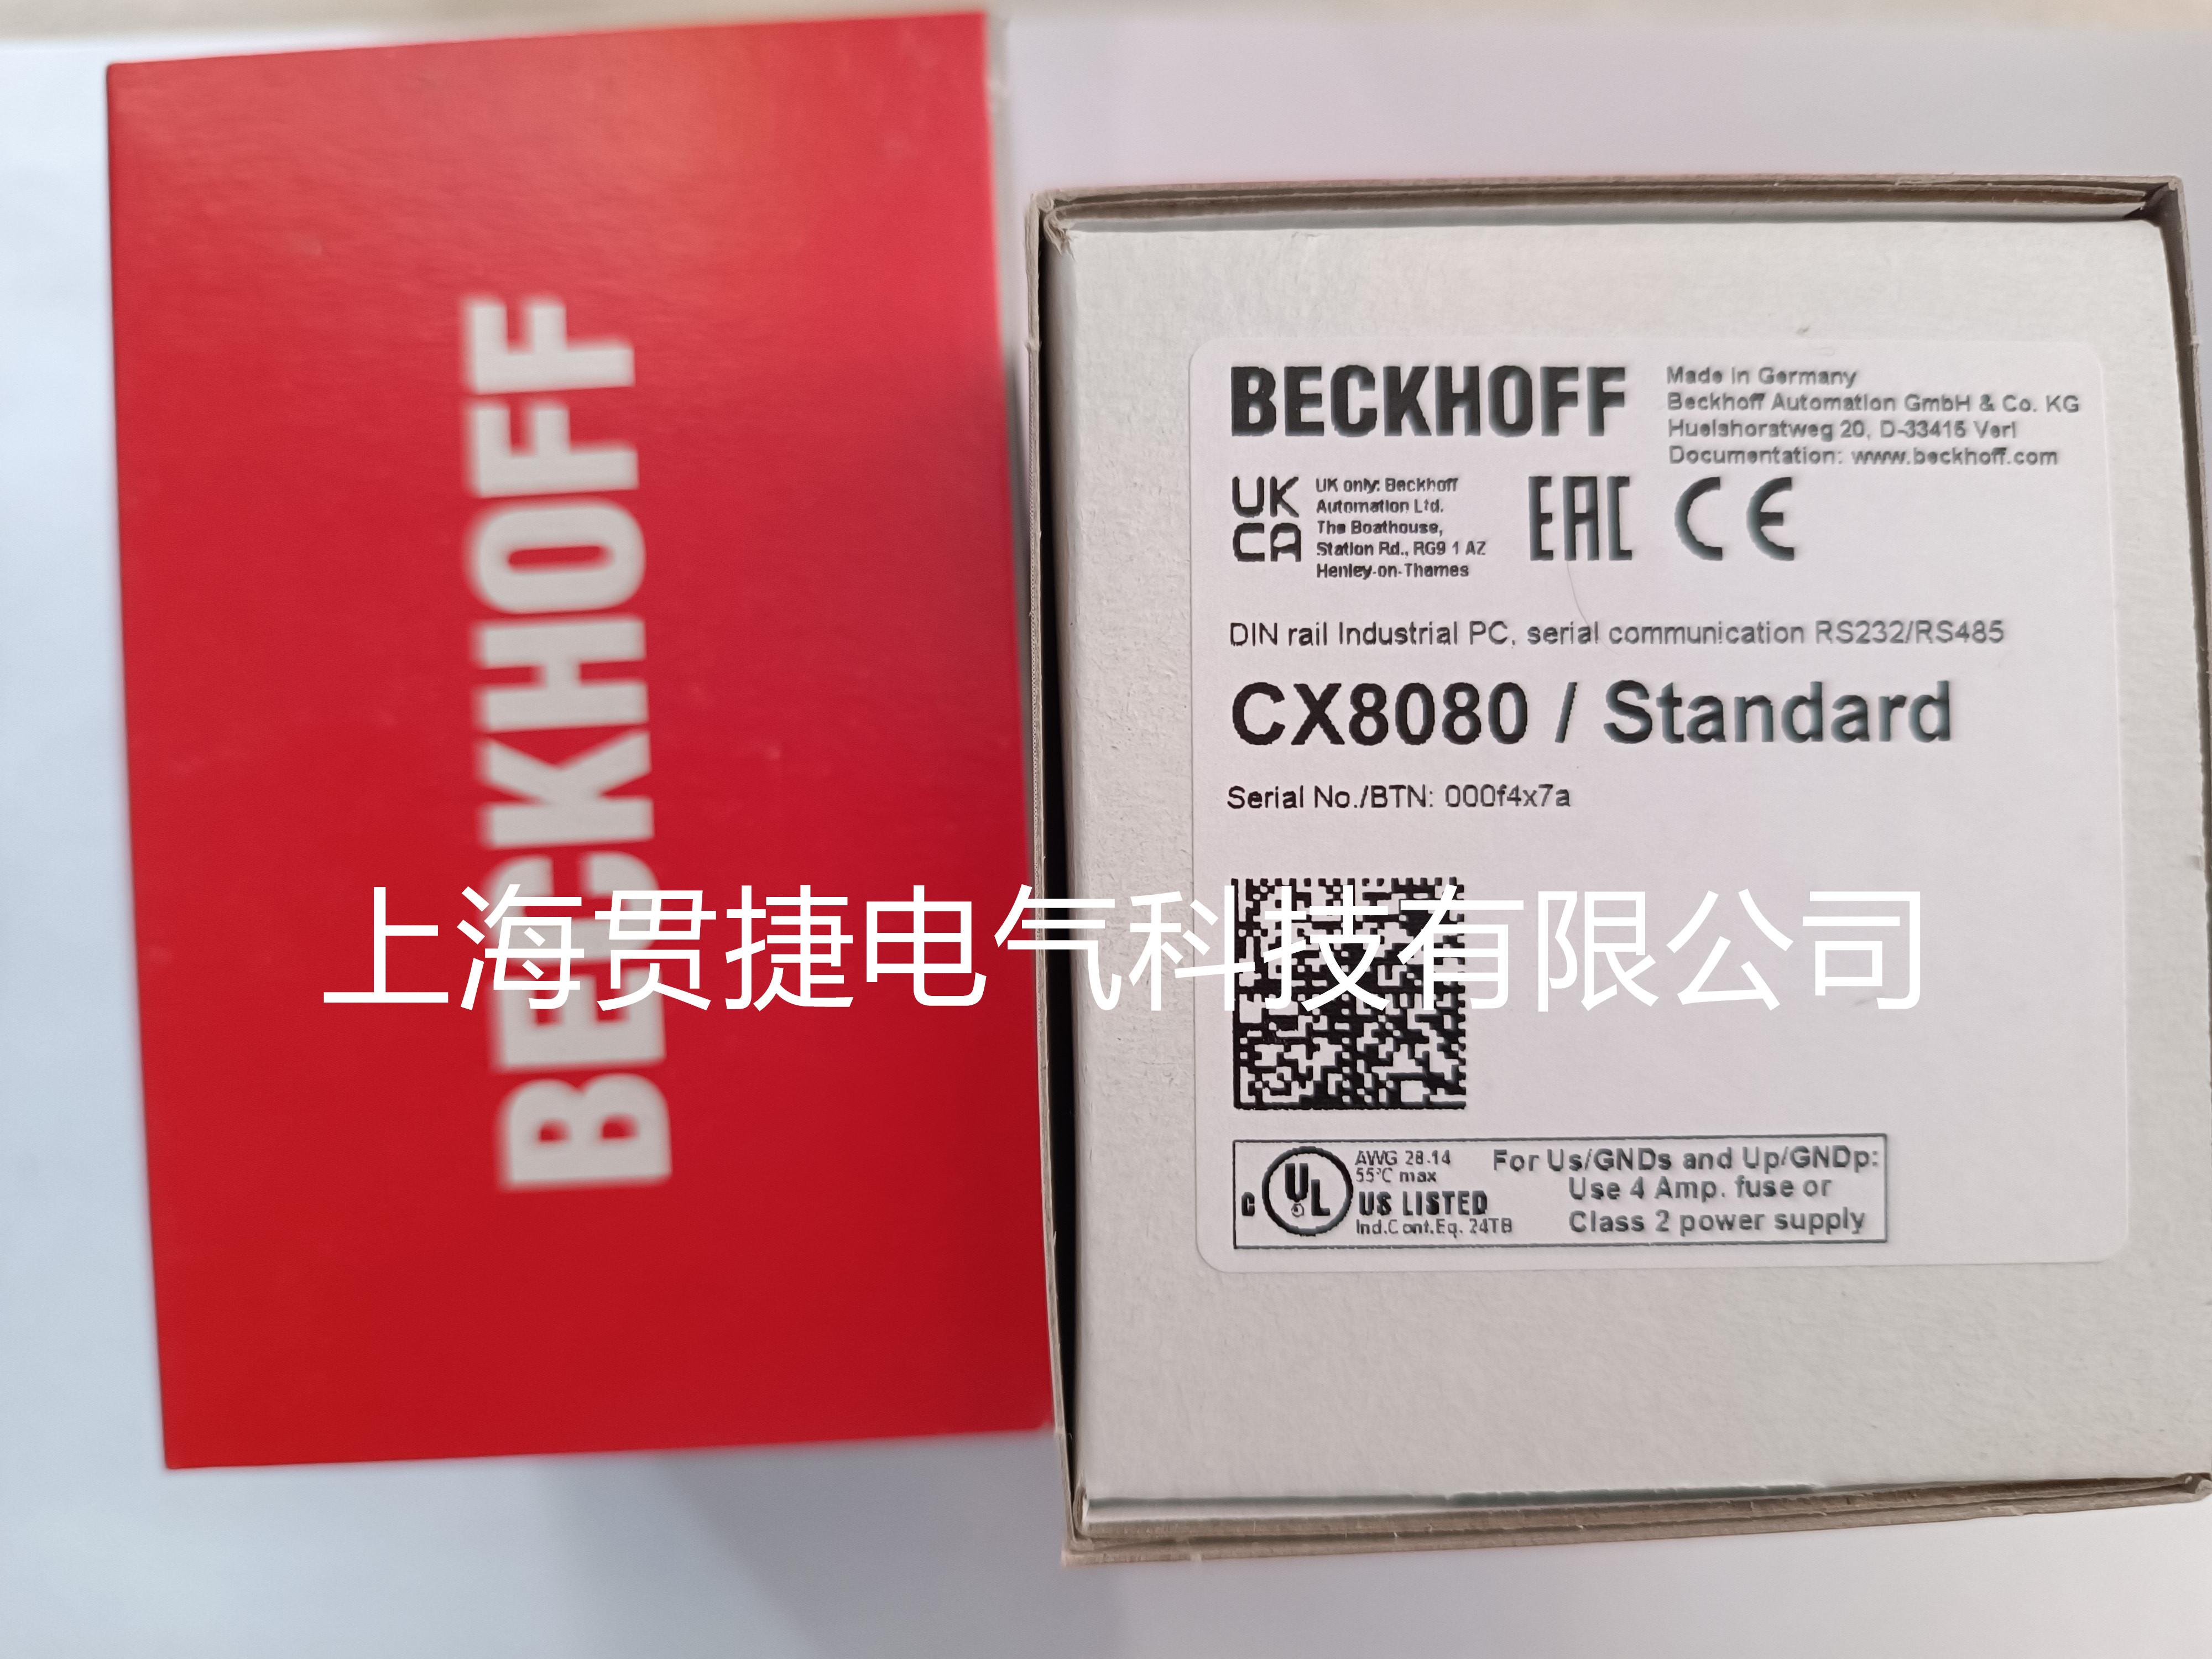 BECKHOFF
BECKHOFF
Made in Germany
Beckhoff Automation GmbH & Co. KG
Huelshorstweg 20, D-33415 Verl
Documentation: www.beckhoff.com
UK
CA
UK only: Beckhoff
Automation Ltd.
The Boathouse,
Station Rd., RG9 1 AZ
Henley-on-Thames
EAC CE
DIN rail Industrial PC, serial communication RS232/RS485
CX8080 / Standard
Serial No./BTN: 000f4x7a
上海贯捷电气科技有限公司
C UL
AWG 28-14
55°C max
US LISTED
Ind.Cont.Eq. 24TB
For Us/GNDs and Up/GNDp:
Use 4 Amp. fuse or
Class 2 power supply